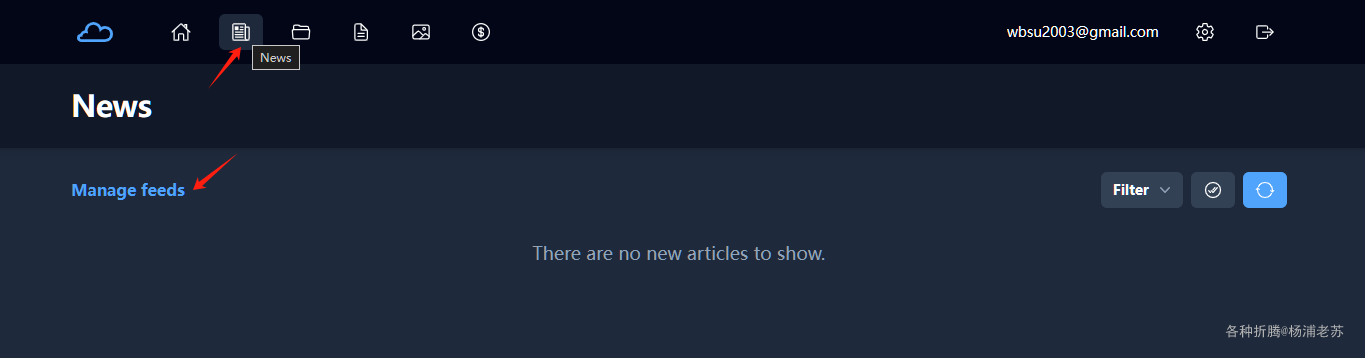 wbsu2003@gmail.com
News
News
Manage feeds
Filter
There are no new articles to show.
各种折腾@杨浦老苏